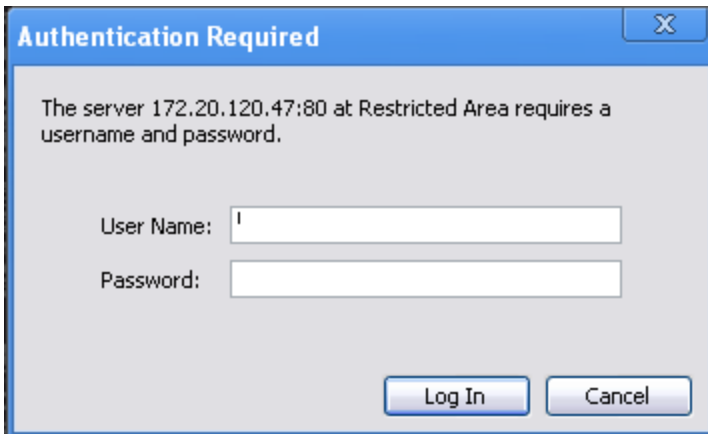 Authentication Required
The server 172.20.120.47:80 at Restricted Area requires a
username and password.
User Name:
Password:
Log In Cancel